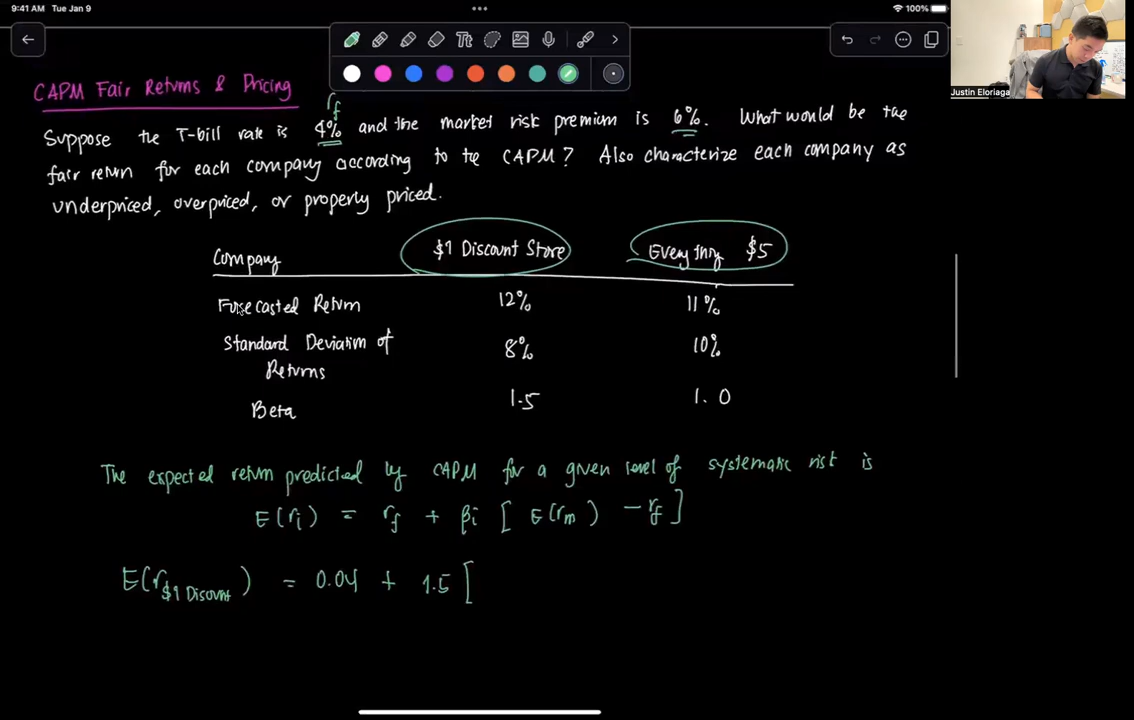 9:41 AM Tue Jan 9
100%
Justin Eloriaga
CAPM Fair Returns & Pricing
rf
Suppose the T-bill rate is 4% and the market risk premium is 6%. What would be the
fair return for each company according to the CAPM? Also characterize each company as
underpriced, overpriced, or properly priced.
Company $1 Discount Store Everything $5
Forecasted Return 12% 11%
Standard Deviation of 8% 10%
Returns
Beta 1.5 1.0
The expected return predicted by CAPM for a given level of systematic risk is
E(ri) = rf + βi [ E(rm) - rf ]
E(r$1 Discount) = 0.04 + 1.5 [